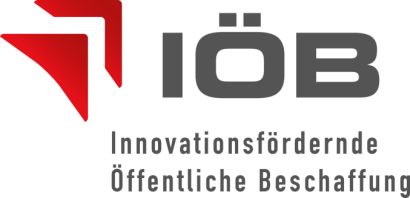 IÖB
Innovationsfördernde
Öffentliche Beschaffung